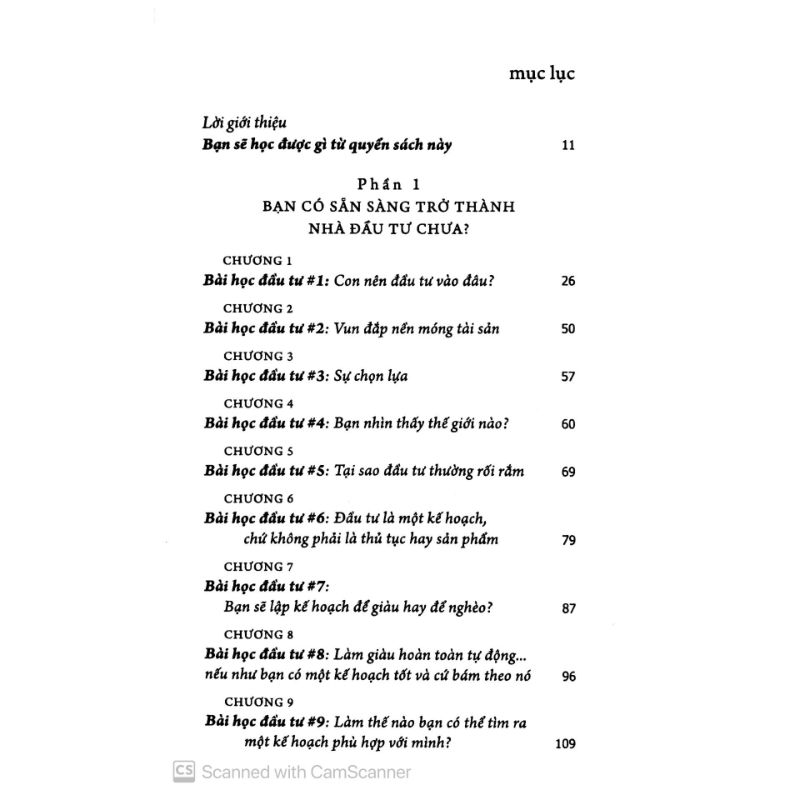 mục lục
Lời giới thiệu
Bạn sẽ học được gì từ quyển sách này 11
Phần 1
BẠN CÓ SẴN SÀNG TRỞ THÀNH
NHÀ ĐẦU TƯ CHƯA?
CHƯƠNG 1
Bài học đầu tư #1: Con nên đầu tư vào đâu? 26
CHƯƠNG 2
Bài học đầu tư #2: Vun đắp nền móng tài sản 50
CHƯƠNG 3
Bài học đầu tư #3: Sự chọn lựa 57
CHƯƠNG 4
Bài học đầu tư #4: Bạn nhìn thấy thế giới nào? 60
CHƯƠNG 5
Bài học đầu tư #5: Tại sao đầu tư thường rối rắm 69
CHƯƠNG 6
Bài học đầu tư #6: Đầu tư là một kế hoạch,
chứ không phải là thủ tục hay sản phẩm 79
CHƯƠNG 7
Bài học đầu tư #7:
Bạn sẽ lập kế hoạch để giàu hay để nghèo? 87
CHƯƠNG 8
Bài học đầu tư #8: Làm giàu hoàn toàn tự động...
nếu như bạn có một kế hoạch tốt và cứ bám theo nó 96
CHƯƠNG 9
Bài học đầu tư #9: Làm thế nào bạn có thể tìm ra
một kế hoạch phù hợp với mình? 109
CS Scanned with CamScanner